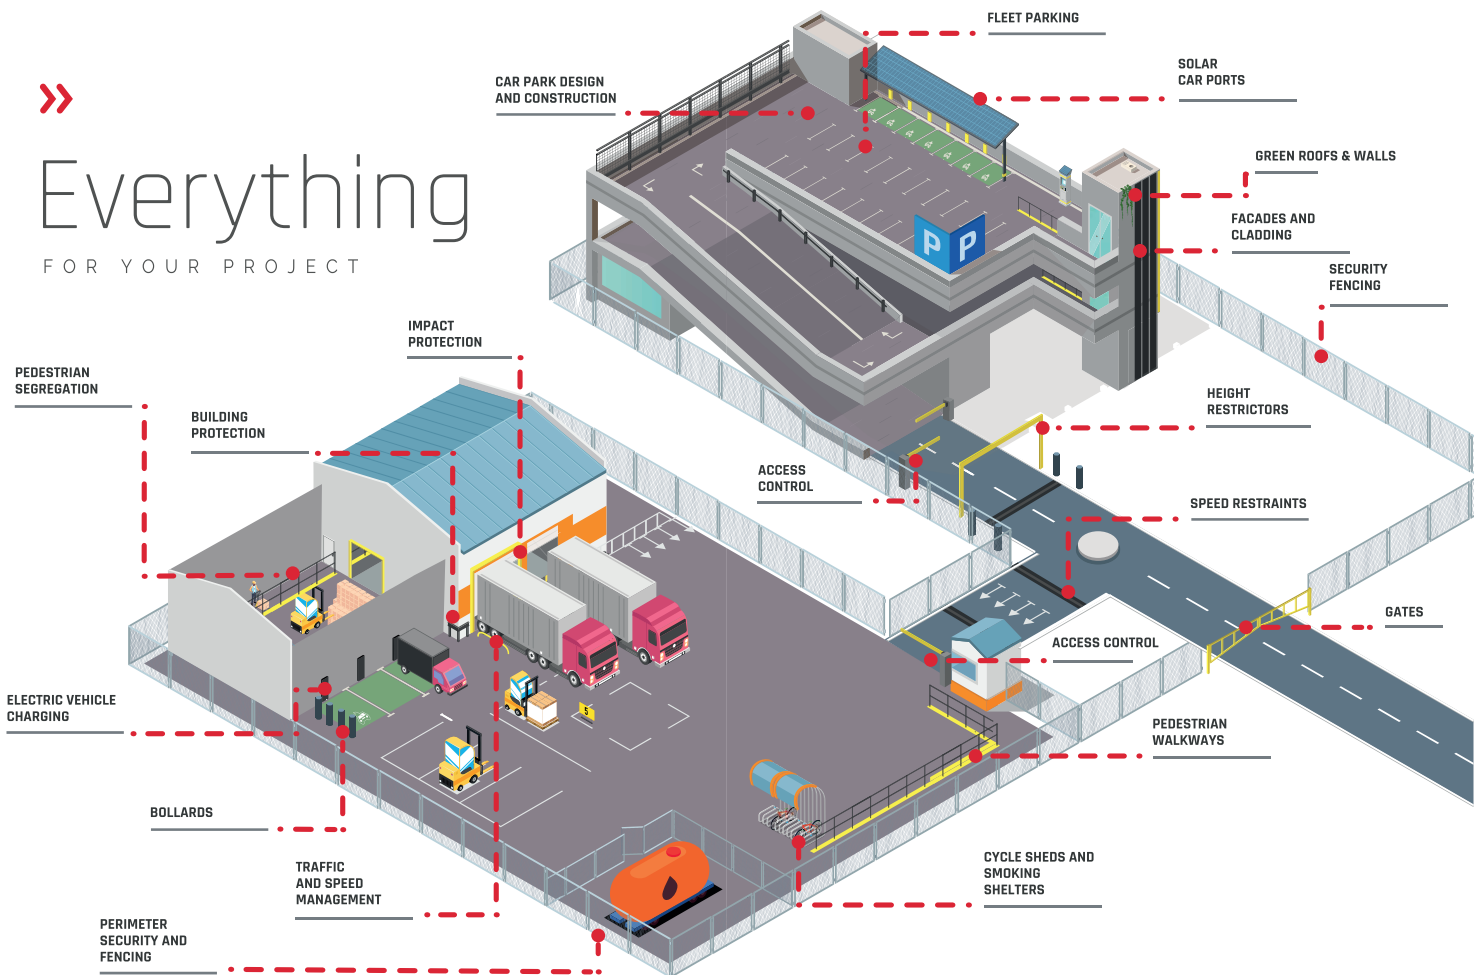 FLEET PARKING
SOLAR
CAR PORTS
CAR PARK DESIGN
AND CONSTRUCTION
GREEN ROOFS & WALLS
Everything
FOR YOUR PROJECT
FACADES AND
CLADDING
P P
SECURITY
FENCING
IMPACT
PROTECTION
PEDESTRIAN
SEGREGATION
HEIGHT
RESTRICTORS
BUILDING
PROTECTION
ACCESS
CONTROL
SPEED RESTRAINTS
GATES
ACCESS CONTROL
ELECTRIC VEHICLE
CHARGING
5
PEDESTRIAN
WALKWAYS
BOLLARDS
TRAFFIC
AND SPEED
MANAGEMENT
CYCLE SHEDS AND
SMOKING
SHELTERS
PERIMETER
SECURITY AND
FENCING